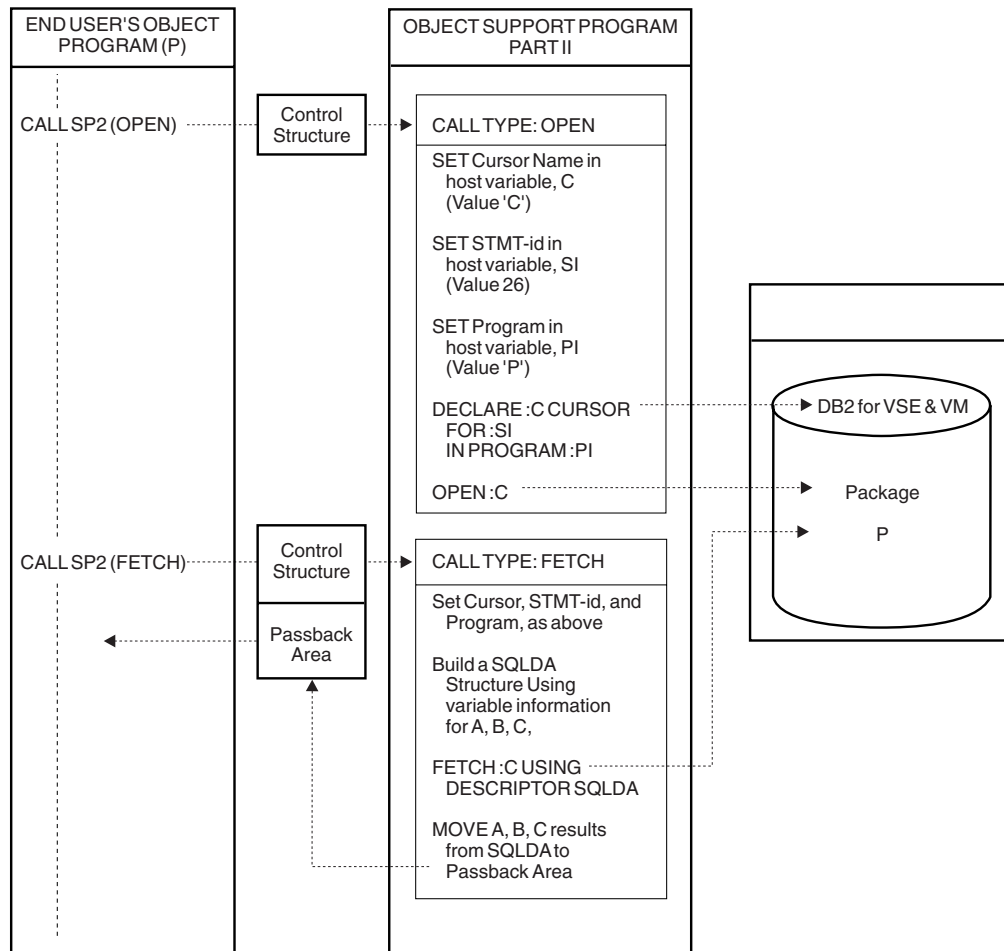 END USER'S OBJECT
PROGRAM (P)
CALL SP2 (OPEN)
CALL SP2 (FETCH)
Control
Structure
Control
Structure
Passback
Area
OBJECT SUPPORT PROGRAM
PART II
CALL TYPE: OPEN
SET Cursor Name in
host variable, C
(Value 'C')
SET STMT-id in
host variable, SI
(Value 26)
SET Program in
host variable, PI
(Value 'P')
DECLARE :C CURSOR
FOR :SI
IN PROGRAM :PI
OPEN :C
CALL TYPE: FETCH
Set Cursor, STMT-id, and
Program, as above
Build a SQLDA
Structure Using
variable information
for A, B, C,
FETCH :C USING
DESCRIPTOR SQLDA
MOVE A, B, C results
from SQLDA to
Passback Area
DB2 for VSE & VM
Package
P